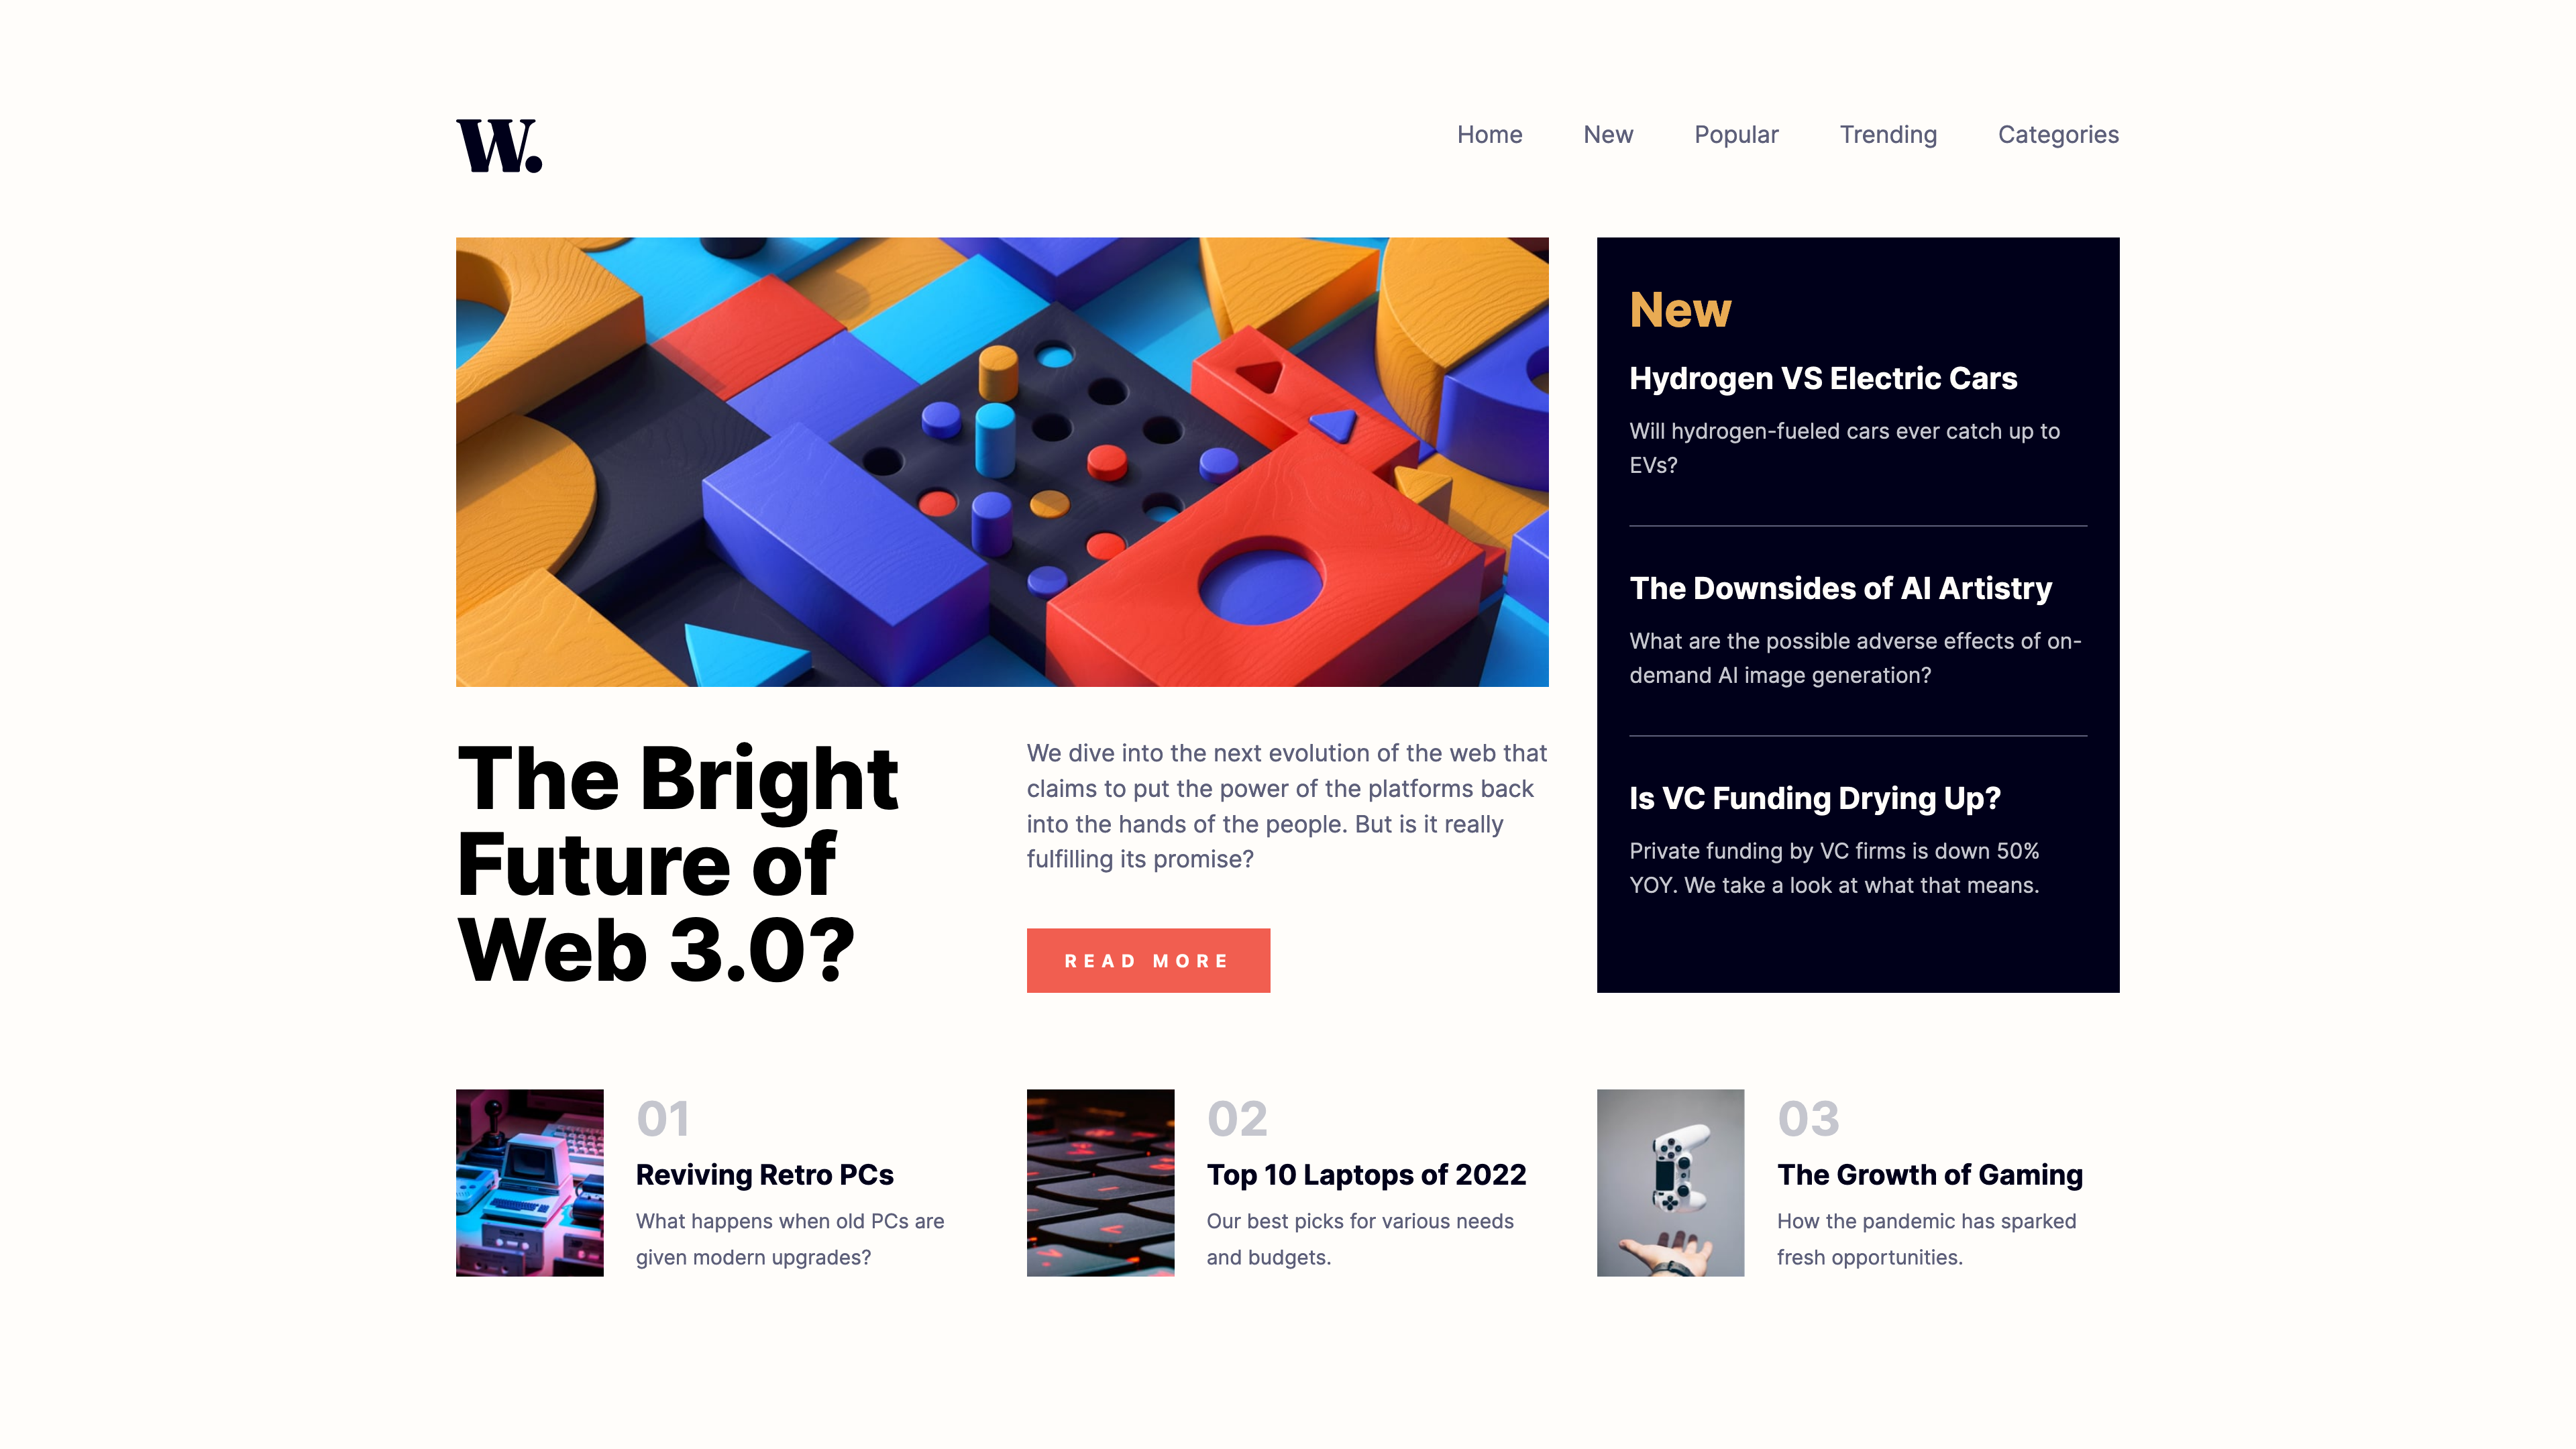 W.
Home New Popular Trending Categories
The Bright
Future of
Web 3.0?
We dive into the next evolution of the web that
claims to put the power of the platforms back
into the hands of the people. But is it really
fulfilling its promise?
READ MORE
New
Hydrogen VS Electric Cars
Will hydrogen-fueled cars ever catch up to
EVs?
The Downsides of AI Artistry
What are the possible adverse effects of on-
demand AI image generation?
Is VC Funding Drying Up?
Private funding by VC firms is down 50%
YOY. We take a look at what that means.
01
Reviving Retro PCs
What happens when old PCs are
given modern upgrades?
02
Top 10 Laptops of 2022
Our best picks for various needs
and budgets.
03
The Growth of Gaming
How the pandemic has sparked
fresh opportunities.